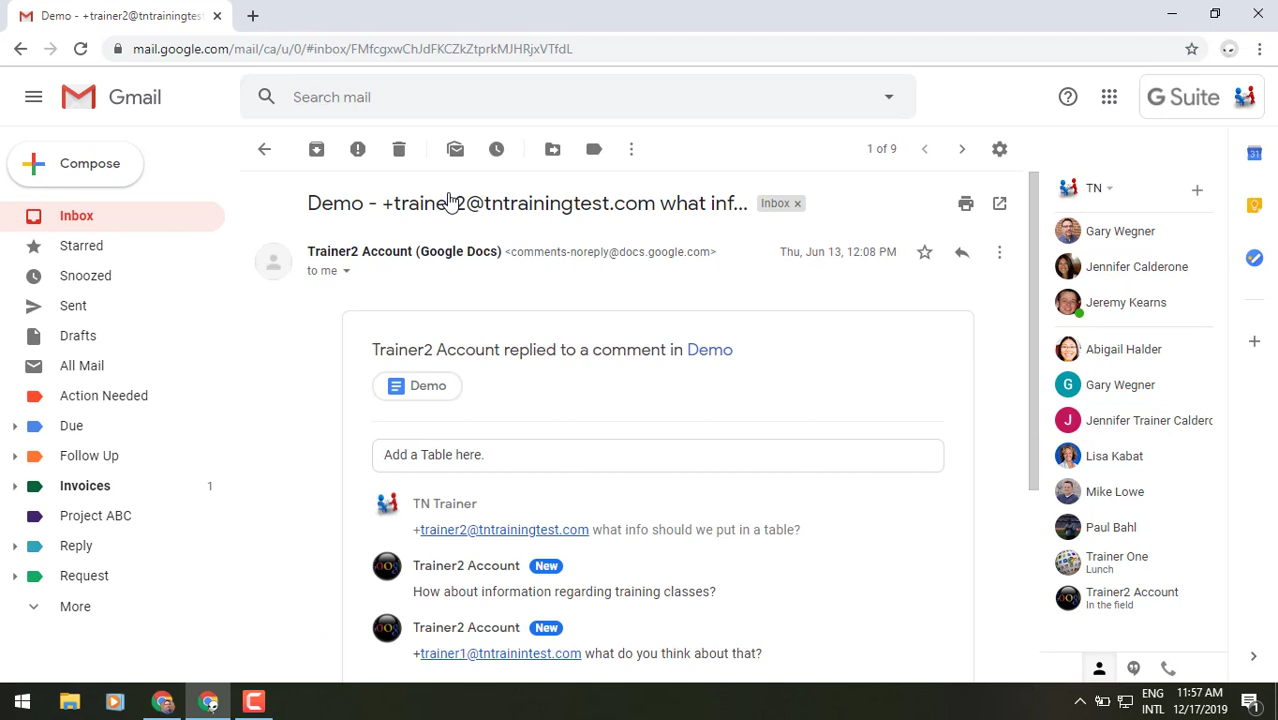 Demo - +trainer2@tntrainingtes
mail.google.com/mail/ca/u/0/#inbox/FMfcgxwChJdFKCZkZtprkMJHRjxVTfdL
Gmail
Search mail
G Suite
Compose
1 of 9
31
Inbox
Starred
Snoozed
Sent
Drafts
All Mail
Action Needed
Due
Follow Up
Invoices 1
Project ABC
Reply
Request
More
Demo - +trainer2@tntrainingtest.com what inf... Inbox x
Trainer2 Account (Google Docs) <comments-noreply@docs.google.com> Thu, Jun 13, 12:08 PM
to me
Trainer2 Account replied to a comment in Demo
Demo
Add a Table here.
TN Trainer
+trainer2@tntrainingtest.com what info should we put in a table?
Trainer2 Account New
How about information regarding training classes?
Trainer2 Account New
+trainer1@tntrainintest.com what do you think about that?
TN
Gary Wegner
Jennifer Calderone
Jeremy Kearns
Abigail Halder
G Gary Wegner
J Jennifer Trainer Calderc
Lisa Kabat
Mike Lowe
Paul Bahl
Trainer One
Lunch
Trainer2 Account
In the field
ENG 11:57 AM
INTL 12/17/2019
1